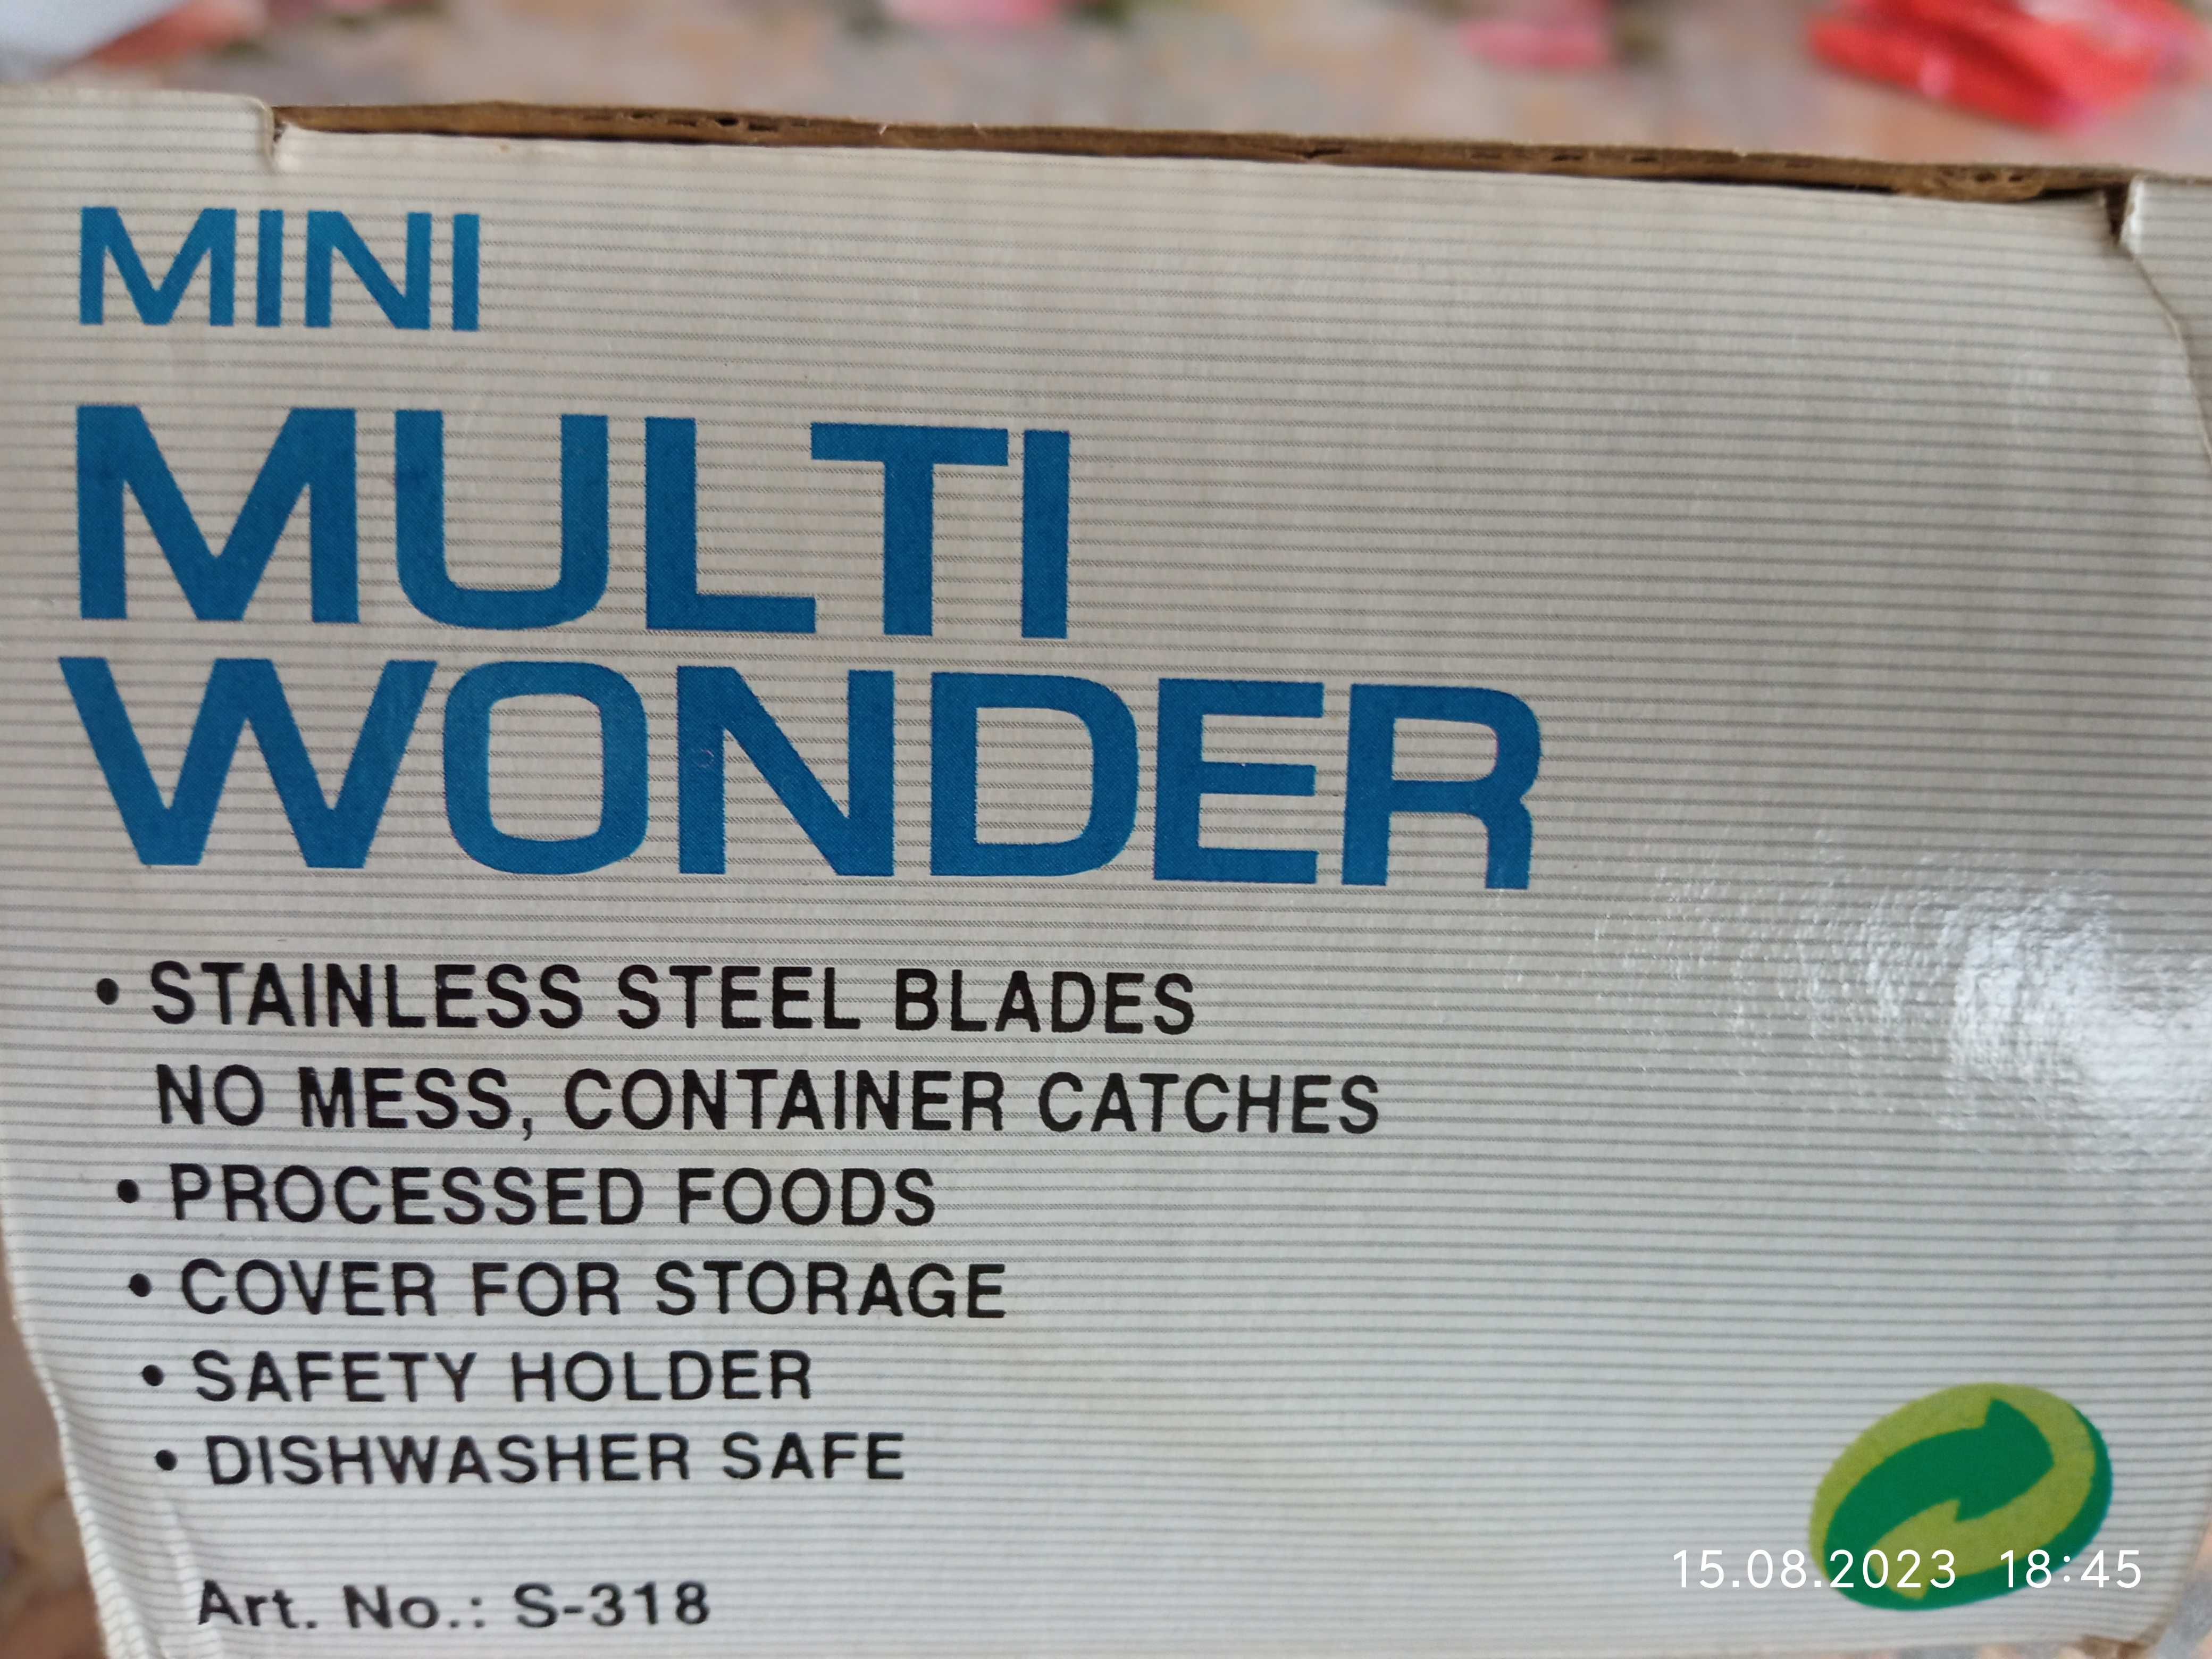 MINI
MULTI
WONDER
• STAINLESS STEEL BLADES
NO MESS, CONTAINER CATCHES
• PROCESSED FOODS
• COVER FOR STORAGE
• SAFETY HOLDER
• DISHWASHER SAFE
Art. No.: S-318
15.08.2023 18:45